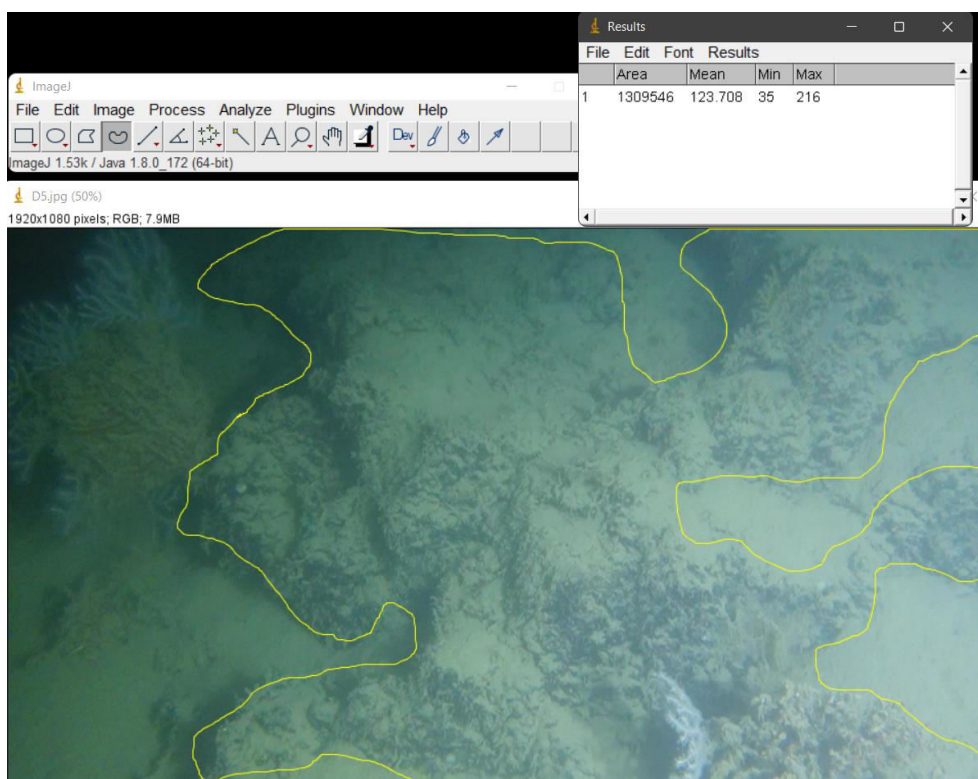 Results
File Edit Font Results
Area Mean Min Max
1 1309546 123.708 35 216
ImageJ
File Edit Image Process Analyze Plugins Window Help
Dev
ImageJ 1.53k / Java 1.8.0_172 (64-bit)
D5.jpg (50%)
1920x1080 pixels; RGB; 7.9MB